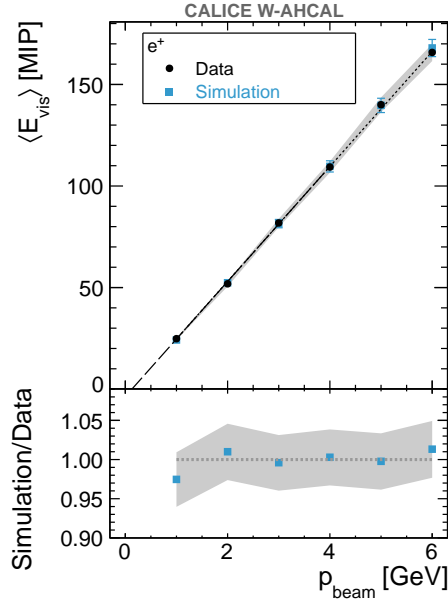 CALICE W-AHCAL
e+
Data
Simulation
⟨E_vis⟩ [MIP]
150
100
50
0
Simulation/Data
1.05
1.00
0.95
0.90
0 2 4 6
p_beam [GeV]